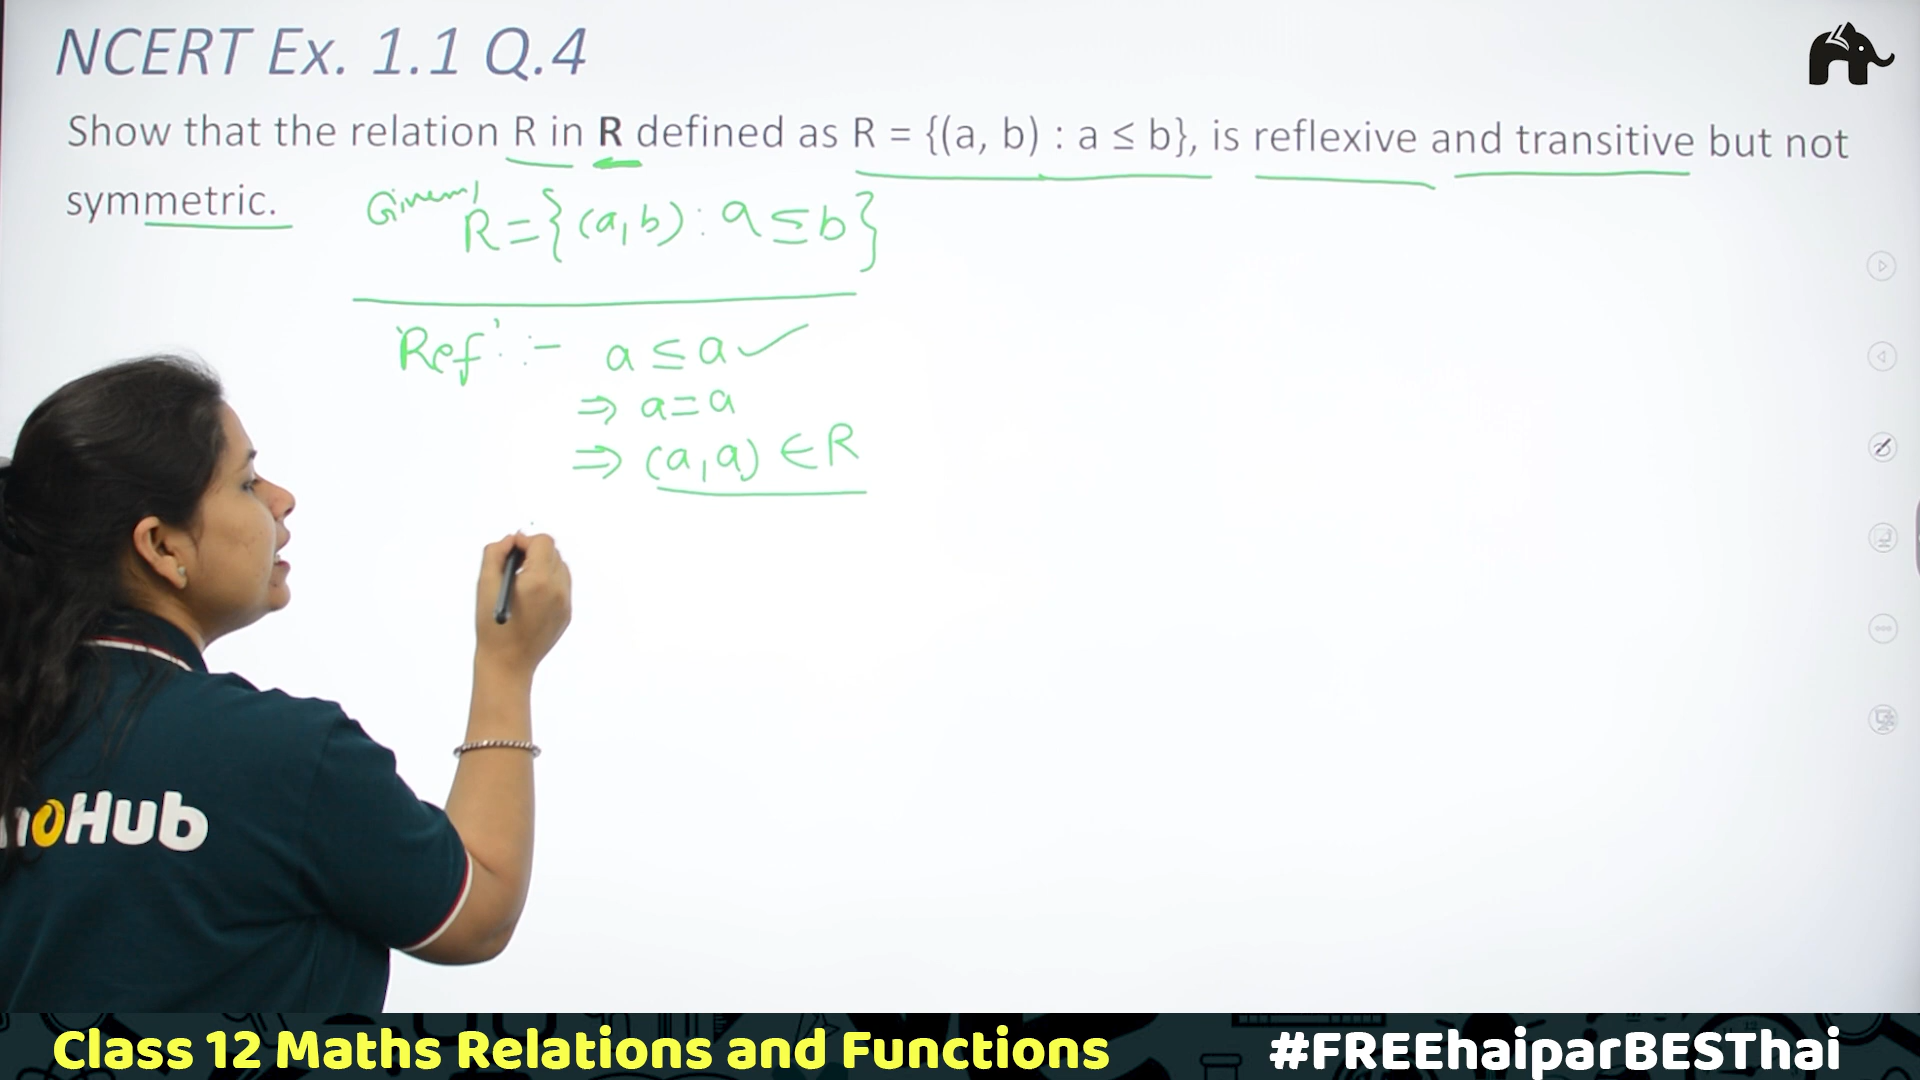 NCERT Ex. 1.1 Q.4
Show that the relation R in R defined as R = {(a, b) : a ≤ b}, is reflexive and transitive but not
symmetric.
Given,
R={(a,b): a≤b}
'Ref' :- a ≤ a ✓
⇒ a=a
⇒ (a,a) ∈ R
noHub
Class 12 Maths Relations and Functions
#FREEhaiparBESThai